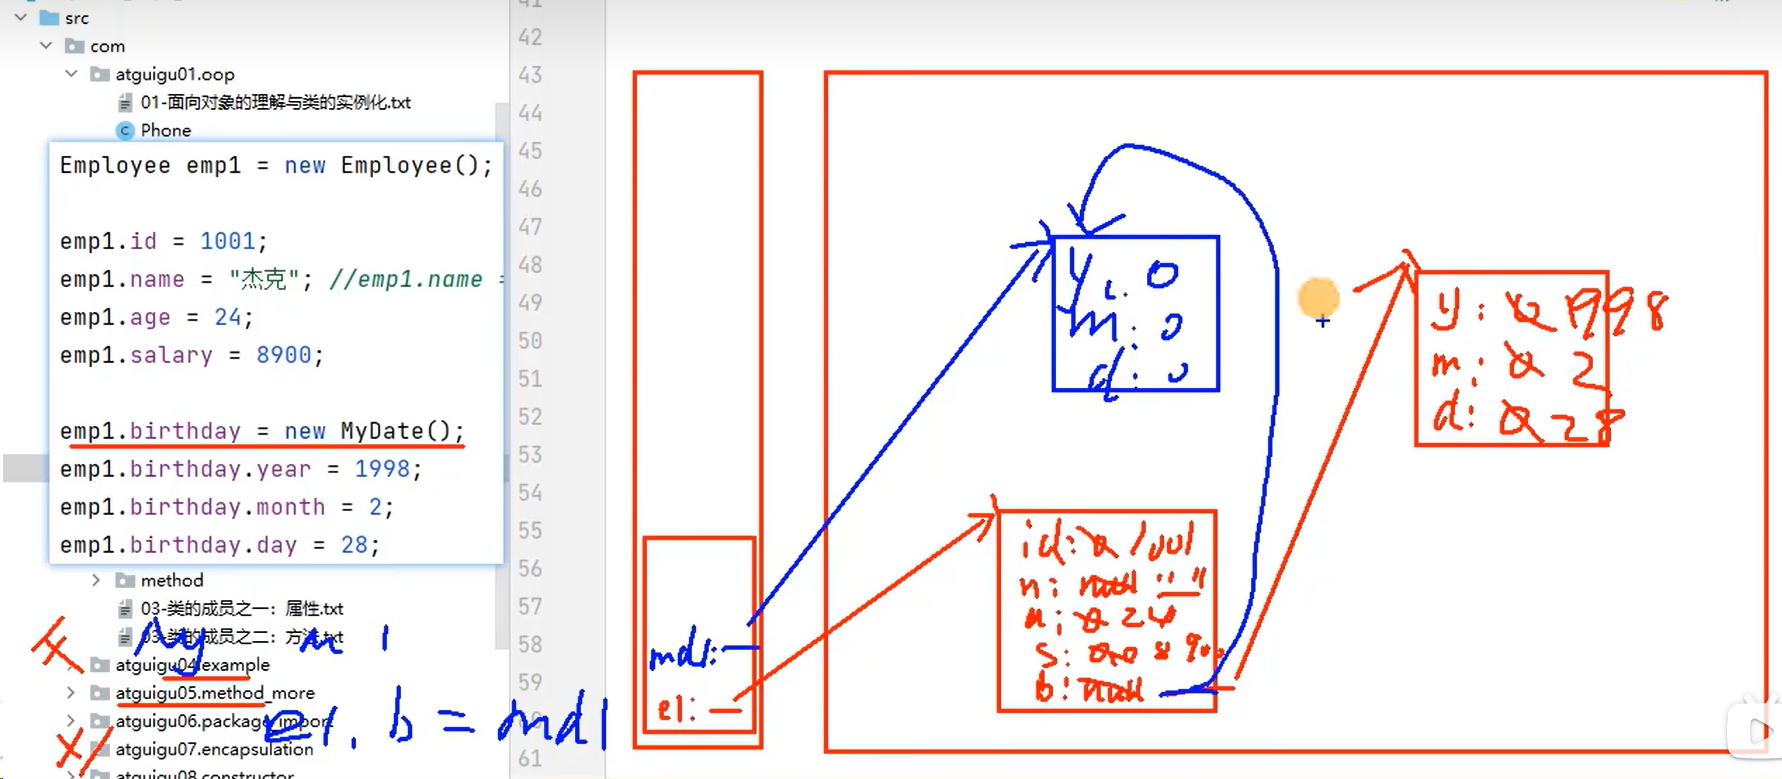 src
com
atguigu01.oop
01-面向对象的理解与类的实例化.txt
Phone
Employee emp1 = new Employee();
emp1.id = 1001;
emp1.name = "杰克"; //emp1.name =
emp1.age = 24;
emp1.salary = 8900;
emp1.birthday = new MyDate();
emp1.birthday.year = 1998;
emp1.birthday.month = 2;
emp1.birthday.day = 28;
method
03-类的成员之一：属性.txt
03-类的成员之二：方法.txt
atguigu04.example
atguigu05.method_more
atguigu06.package_import
atguigu07.encapsulation
atguigu08.constructor
e1.b = md1
41
42
43
44
45
46
47
48
49
50
51
52
53
54
55
56
57
58
59
61
md1:
e1:
y: 0
m: 0
d: 0
id: 0 1001
n: null " "
a: 0 24
b: null
y: 0 1998
m: 0 2
d: 0 28